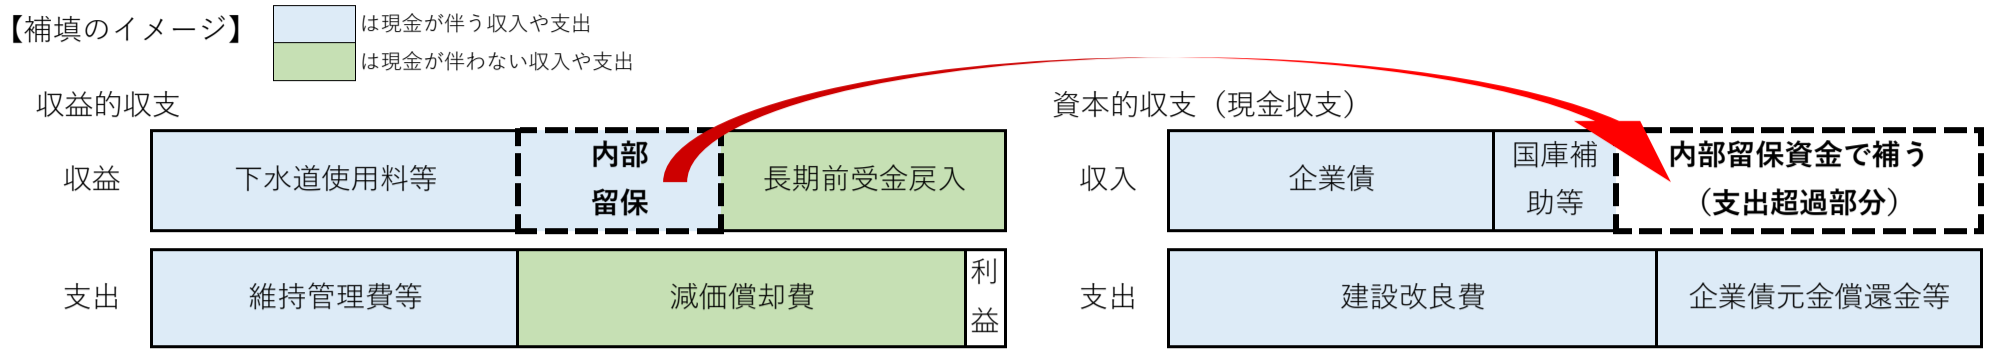 【補填のイメージ】
は現金が伴う収入や支出
は現金が伴わない収入や支出
収益的収支
収益
下水道使用料等
内部
留保
長期前受金戻入
支出
維持管理費等
減価償却費
利
益
資本的収支（現金収支）
収入
企業債
国庫補
助等
内部留保資金で補う
（支出超過部分）
支出
建設改良費
企業債元金償還金等